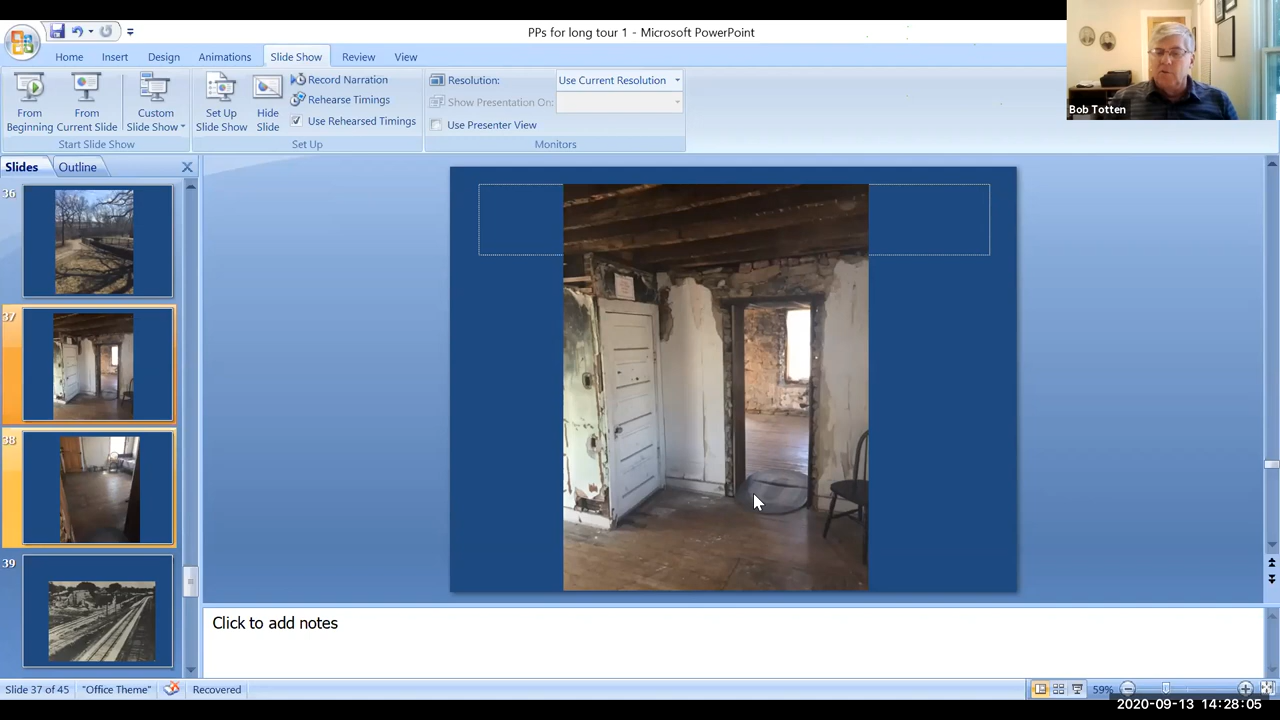 PPs for long tour 1 - Microsoft PowerPoint
Home Insert Design Animations Slide Show Review View
From Beginning
From Current Slide
Custom Slide Show
Start Slide Show
Set Up Slide Show
Hide Slide
Record Narration
Rehearse Timings
Use Rehearsed Timings
Set Up
Resolution: Use Current Resolution
Show Presentation On:
Use Presenter View
Monitors
Bob Totten
Slides Outline
36
37
38
39
Click to add notes
Slide 37 of 45 "Office Theme" Recovered 59%
2020-09-13 14:28:05